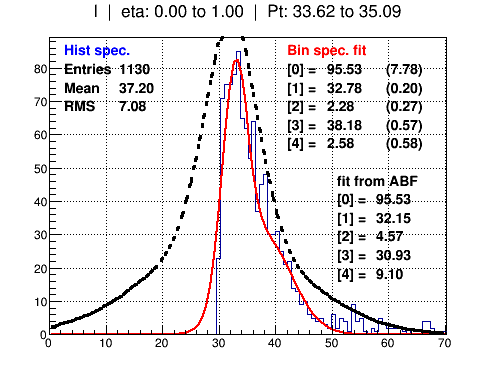 I | eta: 0.00 to 1.00 | Pt: 33.62 to 35.09
Hist spec.
Entries 1130
Mean 37.20
RMS 7.08
Bin spec. fit
[0] = 95.53 (7.78)
[1] = 32.78 (0.20)
[2] = 2.28 (0.27)
[3] = 38.18 (0.57)
[4] = 2.58 (0.58)
fit from ABF
[0] = 95.53
[1] = 32.15
[2] = 4.57
[3] = 30.93
[4] = 9.10
80
70
60
50
40
30
20
10
0
0 10 20 30 40 50 60 70